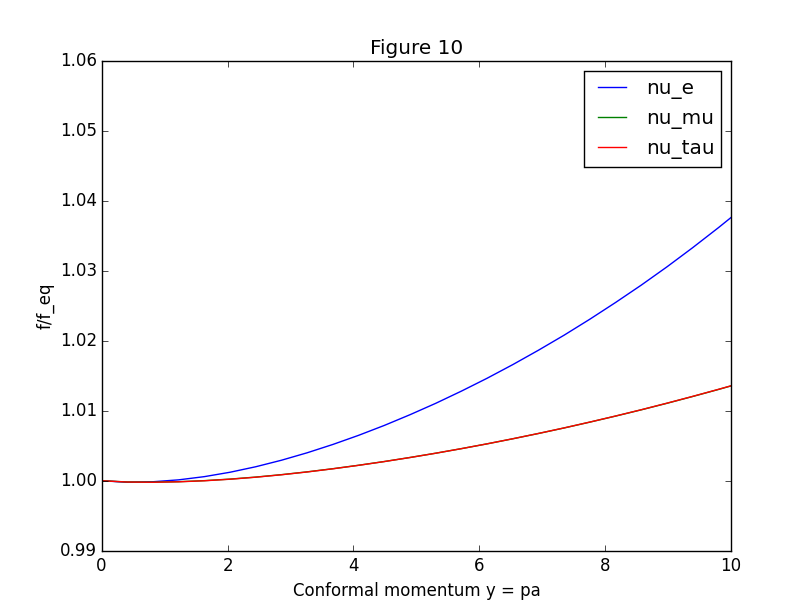 Figure 10
1.06
1.05
1.04
1.03
1.02
1.01
1.00
0.99
f/f_eq
nu_e
nu_mu
nu_tau
0 2 4 6 8 10
Conformal momentum y = pa